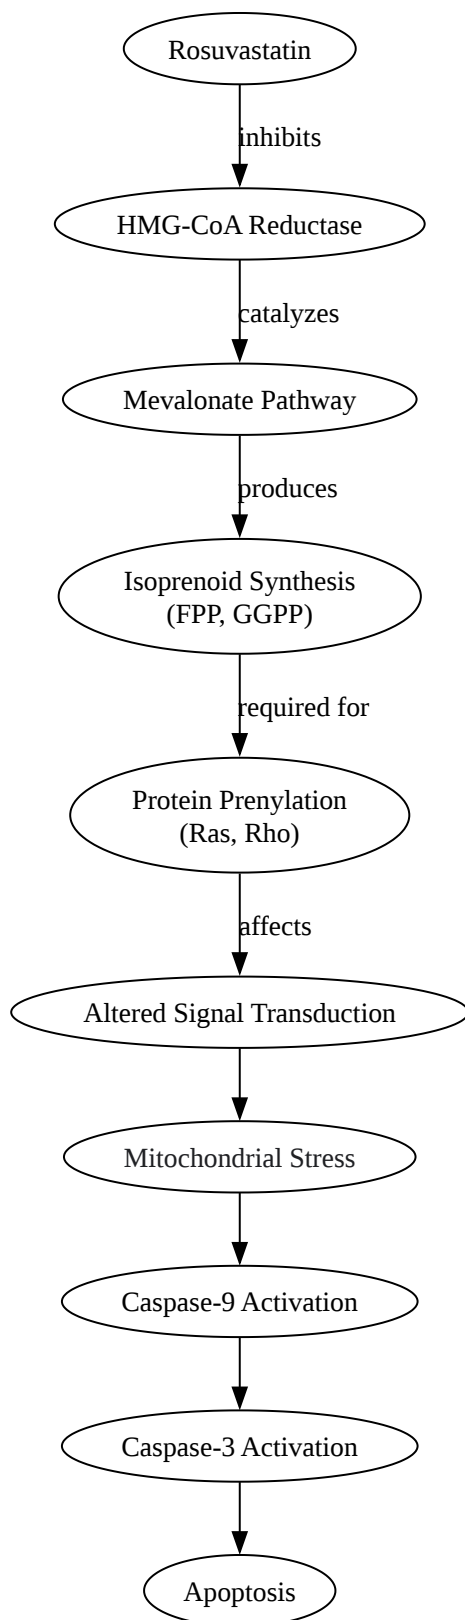 Rosuvastatin
inhibits
HMG-CoA Reductase
catalyzes
Mevalonate Pathway
produces
Isoprenoid Synthesis
(FPP, GGPP)
required for
Protein Prenylation
(Ras, Rho)
affects
Altered Signal Transduction
Mitochondrial Stress
Caspase-9 Activation
Caspase-3 Activation
Apoptosis